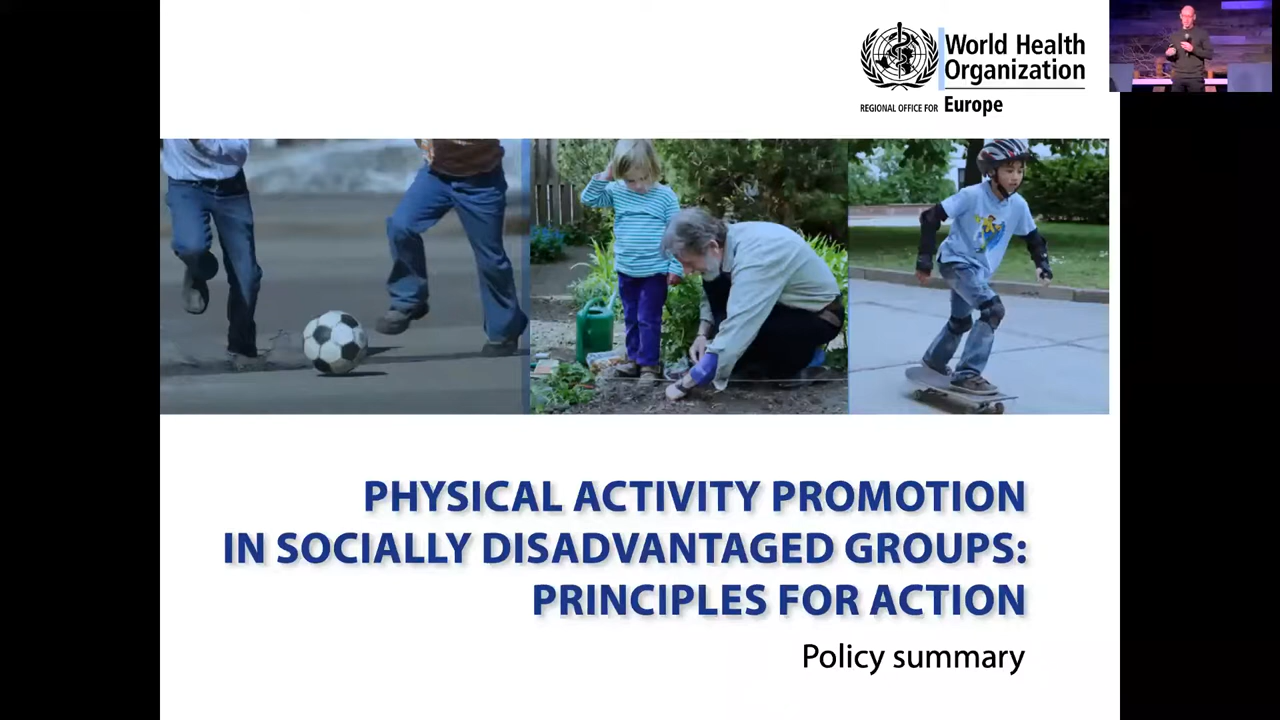 World Health
Organization
REGIONAL OFFICE FOR Europe
PHYSICAL ACTIVITY PROMOTION
IN SOCIALLY DISADVANTAGED GROUPS:
PRINCIPLES FOR ACTION
Policy summary